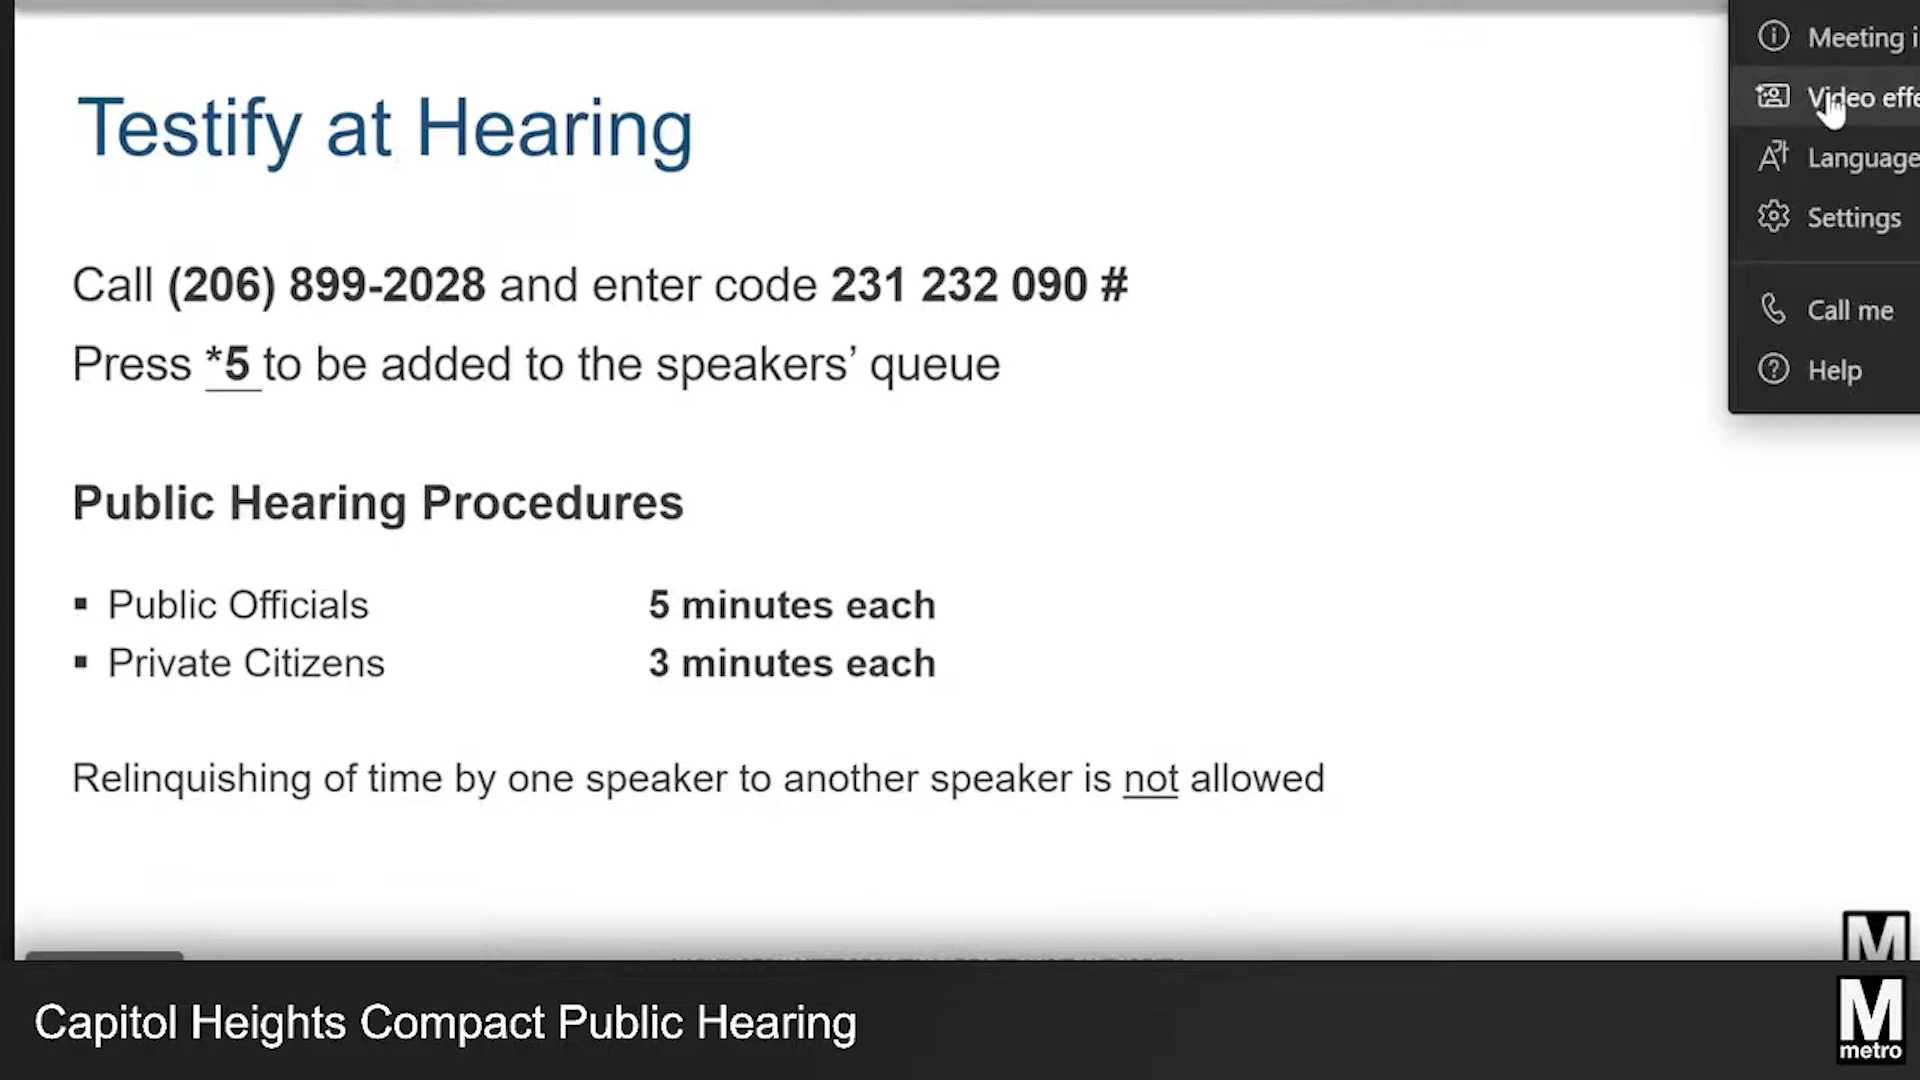 Testify at Hearing
Call (206) 899-2028 and enter code 231 232 090 #
Press *5 to be added to the speakers’ queue
Public Hearing Procedures
▪ Public Officials 5 minutes each
▪ Private Citizens 3 minutes each
Relinquishing of time by one speaker to another speaker is not allowed
Meeting i
Video effe
Language
Settings
Call me
Help
M
Capitol Heights Compact Public Hearing
M
metro